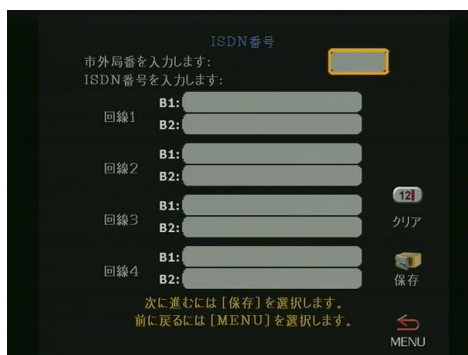 ISDN番号
市外局番を入力します:
ISDN番号を入力します:
回線1
B1:
B2:
回線2
B1:
B2:
回線3
B1:
B2:
回線4
B1:
B2:
12
クリア
保存
次に進むには [保存] を選択します。
前に戻るには [MENU] を選択します。
MENU